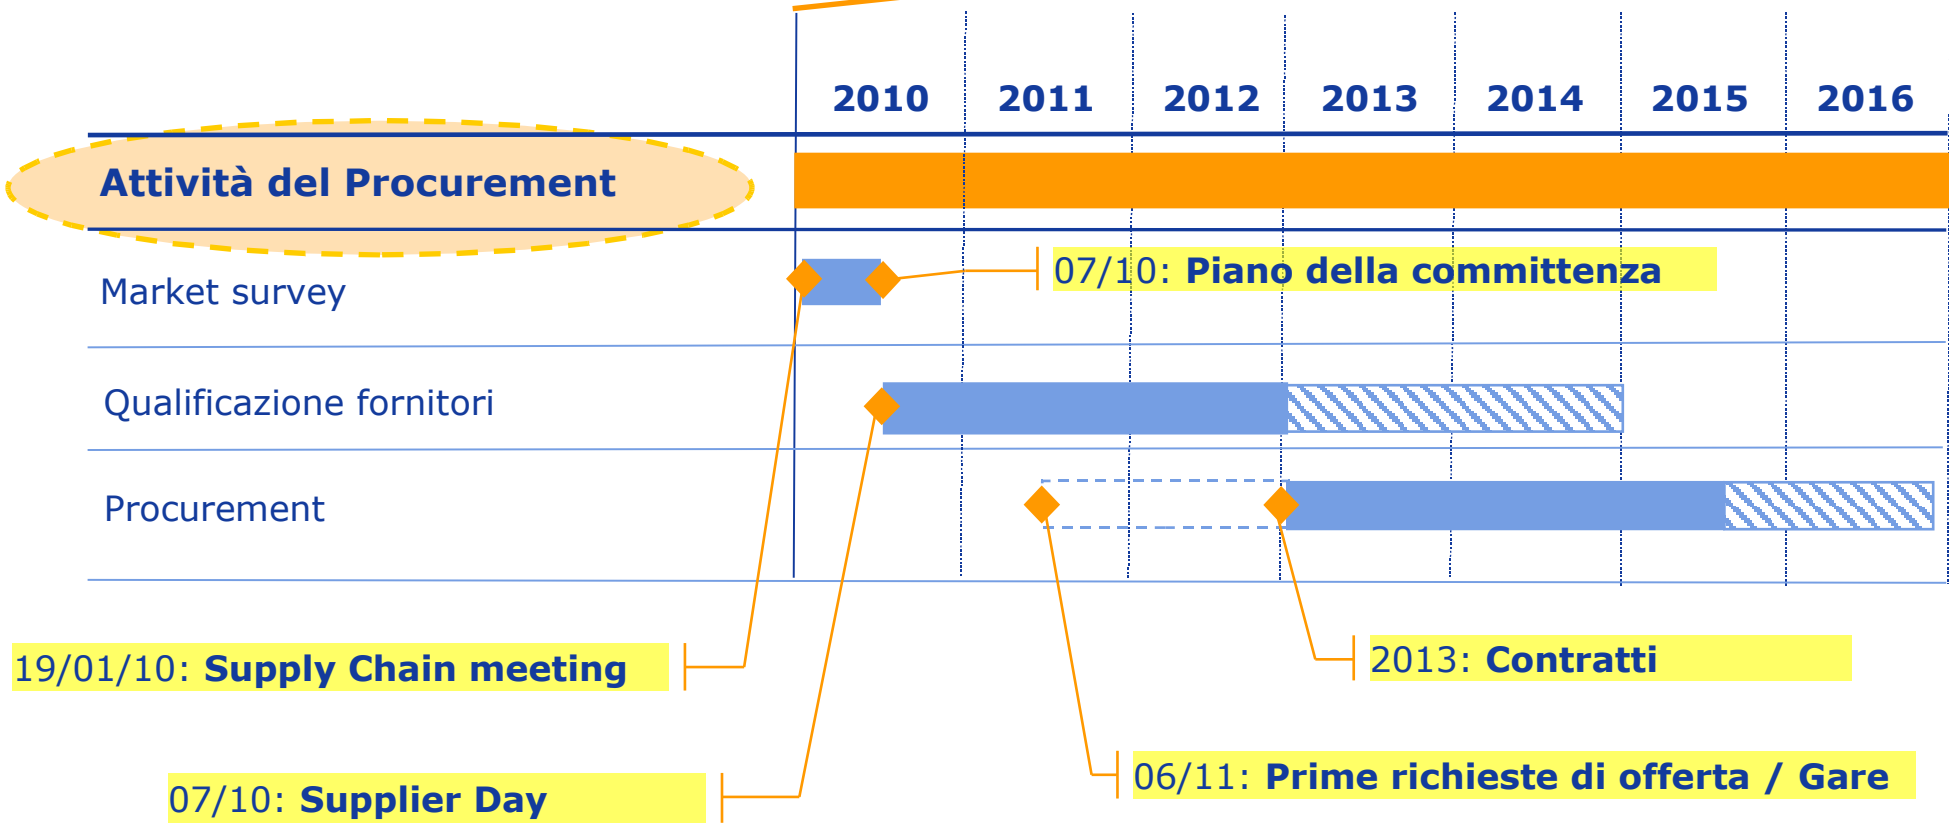 2010 2011 2012 2013 2014 2015 2016
Attività del Procurement
07/10: Piano della committenza
Market survey
Qualificazione fornitori
Procurement
19/01/10: Supply Chain meeting
2013: Contratti
06/11: Prime richieste di offerta / Gare
07/10: Supplier Day